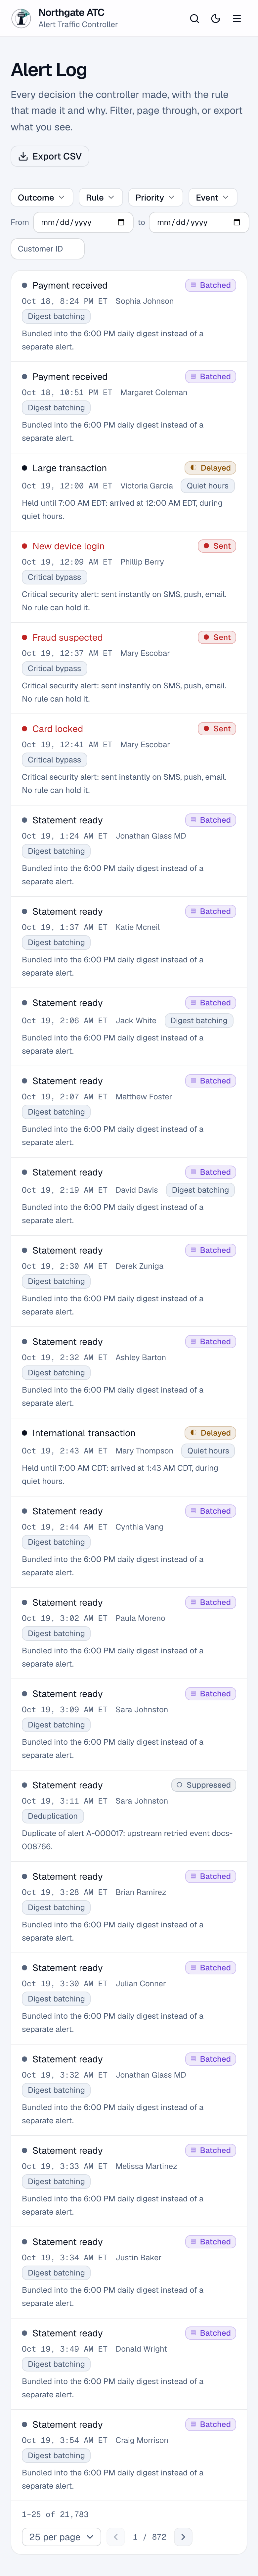 Northgate ATC
Alert Traffic Controller
Alert Log
Every decision the controller made, with the rule
that made it and why. Filter, page through, or export
what you see.
Export CSV
Outcome Rule Priority Event
From mm/dd/yyyy to mm/dd/yyyy
Customer ID
Payment received Batched
Oct 18, 8:24 PM ET Sophia Johnson
Digest batching
Bundled into the 6:00 PM daily digest instead of a
separate alert.
Payment received Batched
Oct 18, 10:51 PM ET Margaret Coleman
Digest batching
Bundled into the 6:00 PM daily digest instead of a
separate alert.
Large transaction Delayed
Oct 19, 12:00 AM ET Victoria Garcia Quiet hours
Held until 7:00 AM EDT: arrived at 12:00 AM EDT, during
quiet hours.
New device login Sent
Oct 19, 12:09 AM ET Phillip Berry
Critical bypass
Critical security alert: sent instantly on SMS, push, email.
No rule can hold it.
Fraud suspected Sent
Oct 19, 12:37 AM ET Mary Escobar
Critical bypass
Critical security alert: sent instantly on SMS, push, email.
No rule can hold it.
Card locked Sent
Oct 19, 12:41 AM ET Mary Escobar
Critical bypass
Critical security alert: sent instantly on SMS, push, email.
No rule can hold it.
Statement ready Batched
Oct 19, 1:24 AM ET Jonathan Glass MD
Digest batching
Bundled into the 6:00 PM daily digest instead of a
separate alert.
Statement ready Batched
Oct 19, 1:37 AM ET Katie Mcneil
Digest batching
Bundled into the 6:00 PM daily digest instead of a
separate alert.
Statement ready Batched
Oct 19, 2:06 AM ET Jack White Digest batching
Bundled into the 6:00 PM daily digest instead of a
separate alert.
Statement ready Batched
Oct 19, 2:07 AM ET Matthew Foster
Digest batching
Bundled into the 6:00 PM daily digest instead of a
separate alert.
Statement ready Batched
Oct 19, 2:19 AM ET David Davis Digest batching
Bundled into the 6:00 PM daily digest instead of a
separate alert.
Statement ready Batched
Oct 19, 2:30 AM ET Derek Zuniga
Digest batching
Bundled into the 6:00 PM daily digest instead of a
separate alert.
Statement ready Batched
Oct 19, 2:32 AM ET Ashley Barton
Digest batching
Bundled into the 6:00 PM daily digest instead of a
separate alert.
International transaction Delayed
Oct 19, 2:43 AM ET Mary Thompson Quiet hours
Held until 7:00 AM CDT: arrived at 1:43 AM CDT, during
quiet hours.
Statement ready Batched
Oct 19, 2:44 AM ET Cynthia Vang
Digest batching
Bundled into the 6:00 PM daily digest instead of a
separate alert.
Statement ready Batched
Oct 19, 3:02 AM ET Paula Moreno
Digest batching
Bundled into the 6:00 PM daily digest instead of a
separate alert.
Statement ready Batched
Oct 19, 3:09 AM ET Sara Johnston
Digest batching
Bundled into the 6:00 PM daily digest instead of a
separate alert.
Statement ready Suppressed
Oct 19, 3:11 AM ET Sara Johnston
Deduplication
Duplicate of alert A-000017: upstream retried event docs-
008766.
Statement ready Batched
Oct 19, 3:28 AM ET Brian Ramirez
Digest batching
Bundled into the 6:00 PM daily digest instead of a
separate alert.
Statement ready Batched
Oct 19, 3:30 AM ET Julian Conner
Digest batching
Bundled into the 6:00 PM daily digest instead of a
separate alert.
Statement ready Batched
Oct 19, 3:32 AM ET Jonathan Glass MD
Digest batching
Bundled into the 6:00 PM daily digest instead of a
separate alert.
Statement ready Batched
Oct 19, 3:33 AM ET Melissa Martinez
Digest batching
Bundled into the 6:00 PM daily digest instead of a
separate alert.
Statement ready Batched
Oct 19, 3:34 AM ET Justin Baker
Digest batching
Bundled into the 6:00 PM daily digest instead of a
separate alert.
Statement ready Batched
Oct 19, 3:49 AM ET Donald Wright
Digest batching
Bundled into the 6:00 PM daily digest instead of a
separate alert.
Statement ready Batched
Oct 19, 3:54 AM ET Craig Morrison
Digest batching
Bundled into the 6:00 PM daily digest instead of a
separate alert.
1-25 of 21,783
25 per page 1 / 872